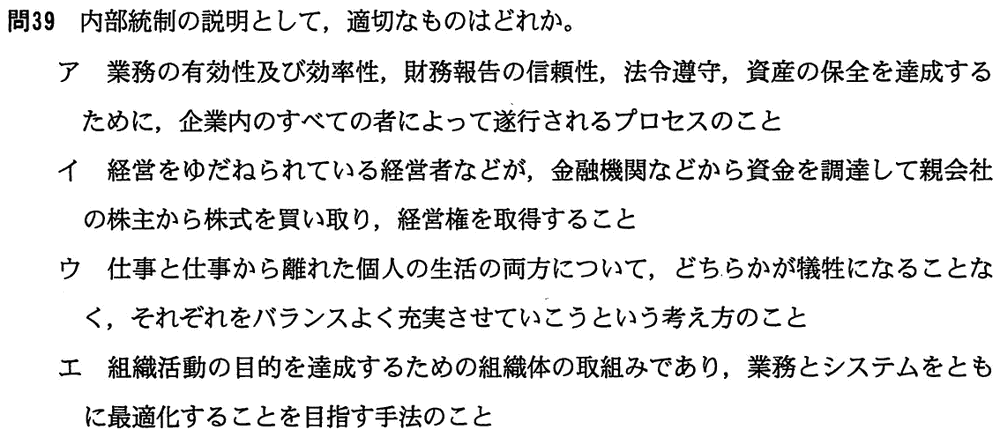 問39 内部統制の説明として，適切なものはどれか。
ア 業務の有効性及び効率性，財務報告の信頼性，法令遵守，資産の保全を達成する
ために，企業内のすべての者によって遂行されるプロセスのこと
イ 経営をゆだねられている経営者などが，金融機関などから資金を調達して親会社
の株主から株式を買い取り，経営権を取得すること
ウ 仕事と仕事から離れた個人の生活の両方について，どちらかが犠牲になることな
く，それぞれをバランスよく充実させていこうという考え方のこと
エ 組織活動の目的を達成するための組織体の取組みであり，業務とシステムをとも
に最適化することを目指す手法のこと